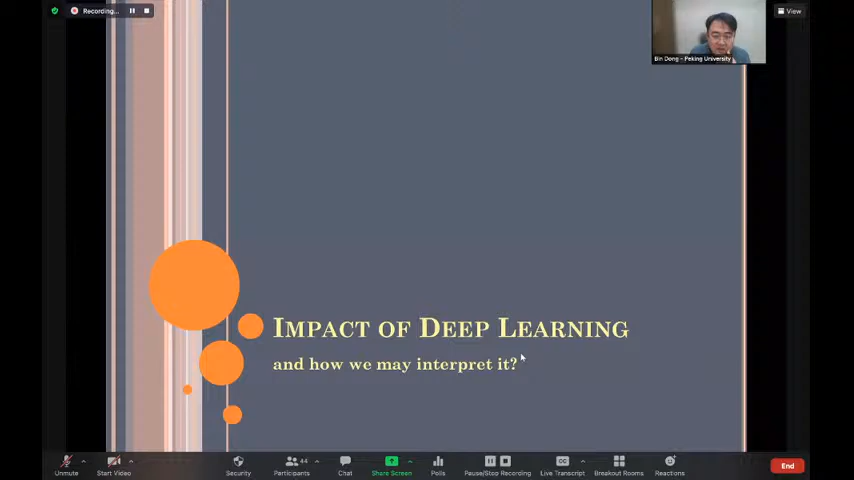 Recording...
View
Bin Dong - Peking University
IMPACT OF DEEP LEARNING
and how we may interpret it?
Unmute
Start Video
Security
44
Participants
Chat
Share Screen
Polls
Pause/Stop Recording
CC
Live Transcript
Breakout Rooms
Reactions
End